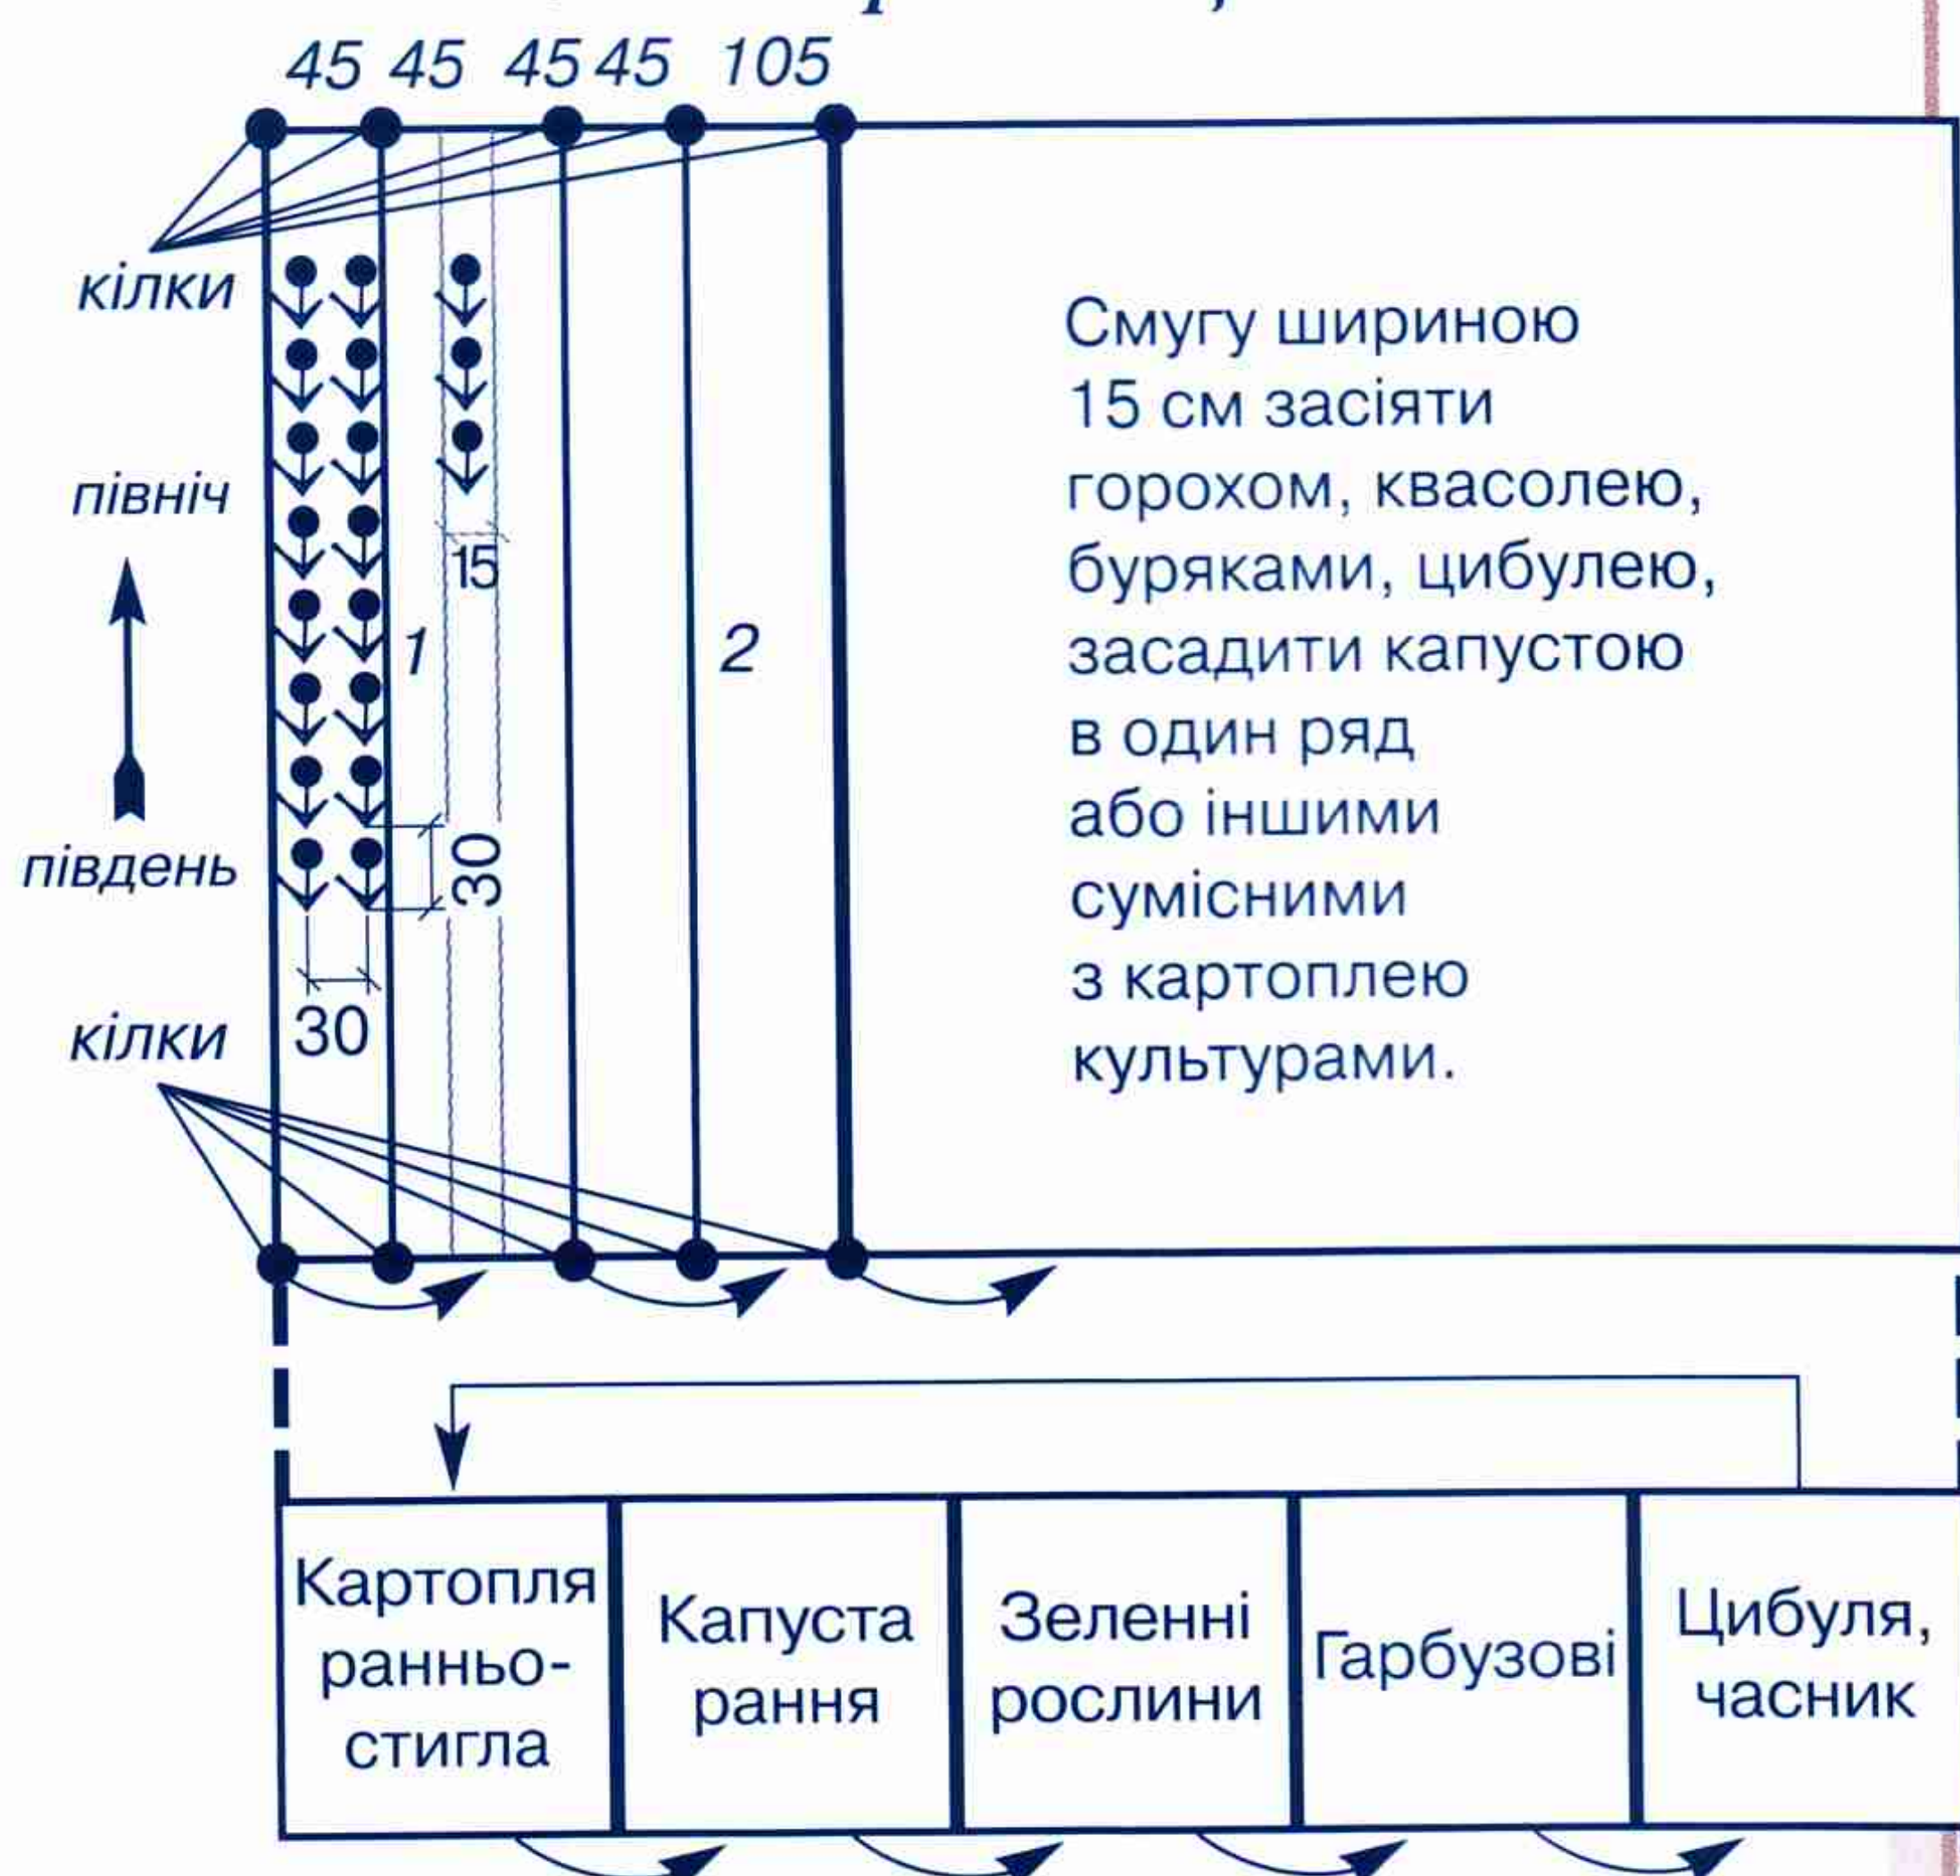 45 45 45 45 105
кілки
північ
15
1
2
30
південь
кілки
30
Смугу шириною
15 см засіяти
горохом, квасолею,
буряками, цибулею,
засадити капустою
в один ряд
або іншими
сумісними
з картоплею
культурами.
Картопля
ранньо-
стигла
Капуста
рання
Зеленні
рослини
Гарбузові
Цибуля,
часник